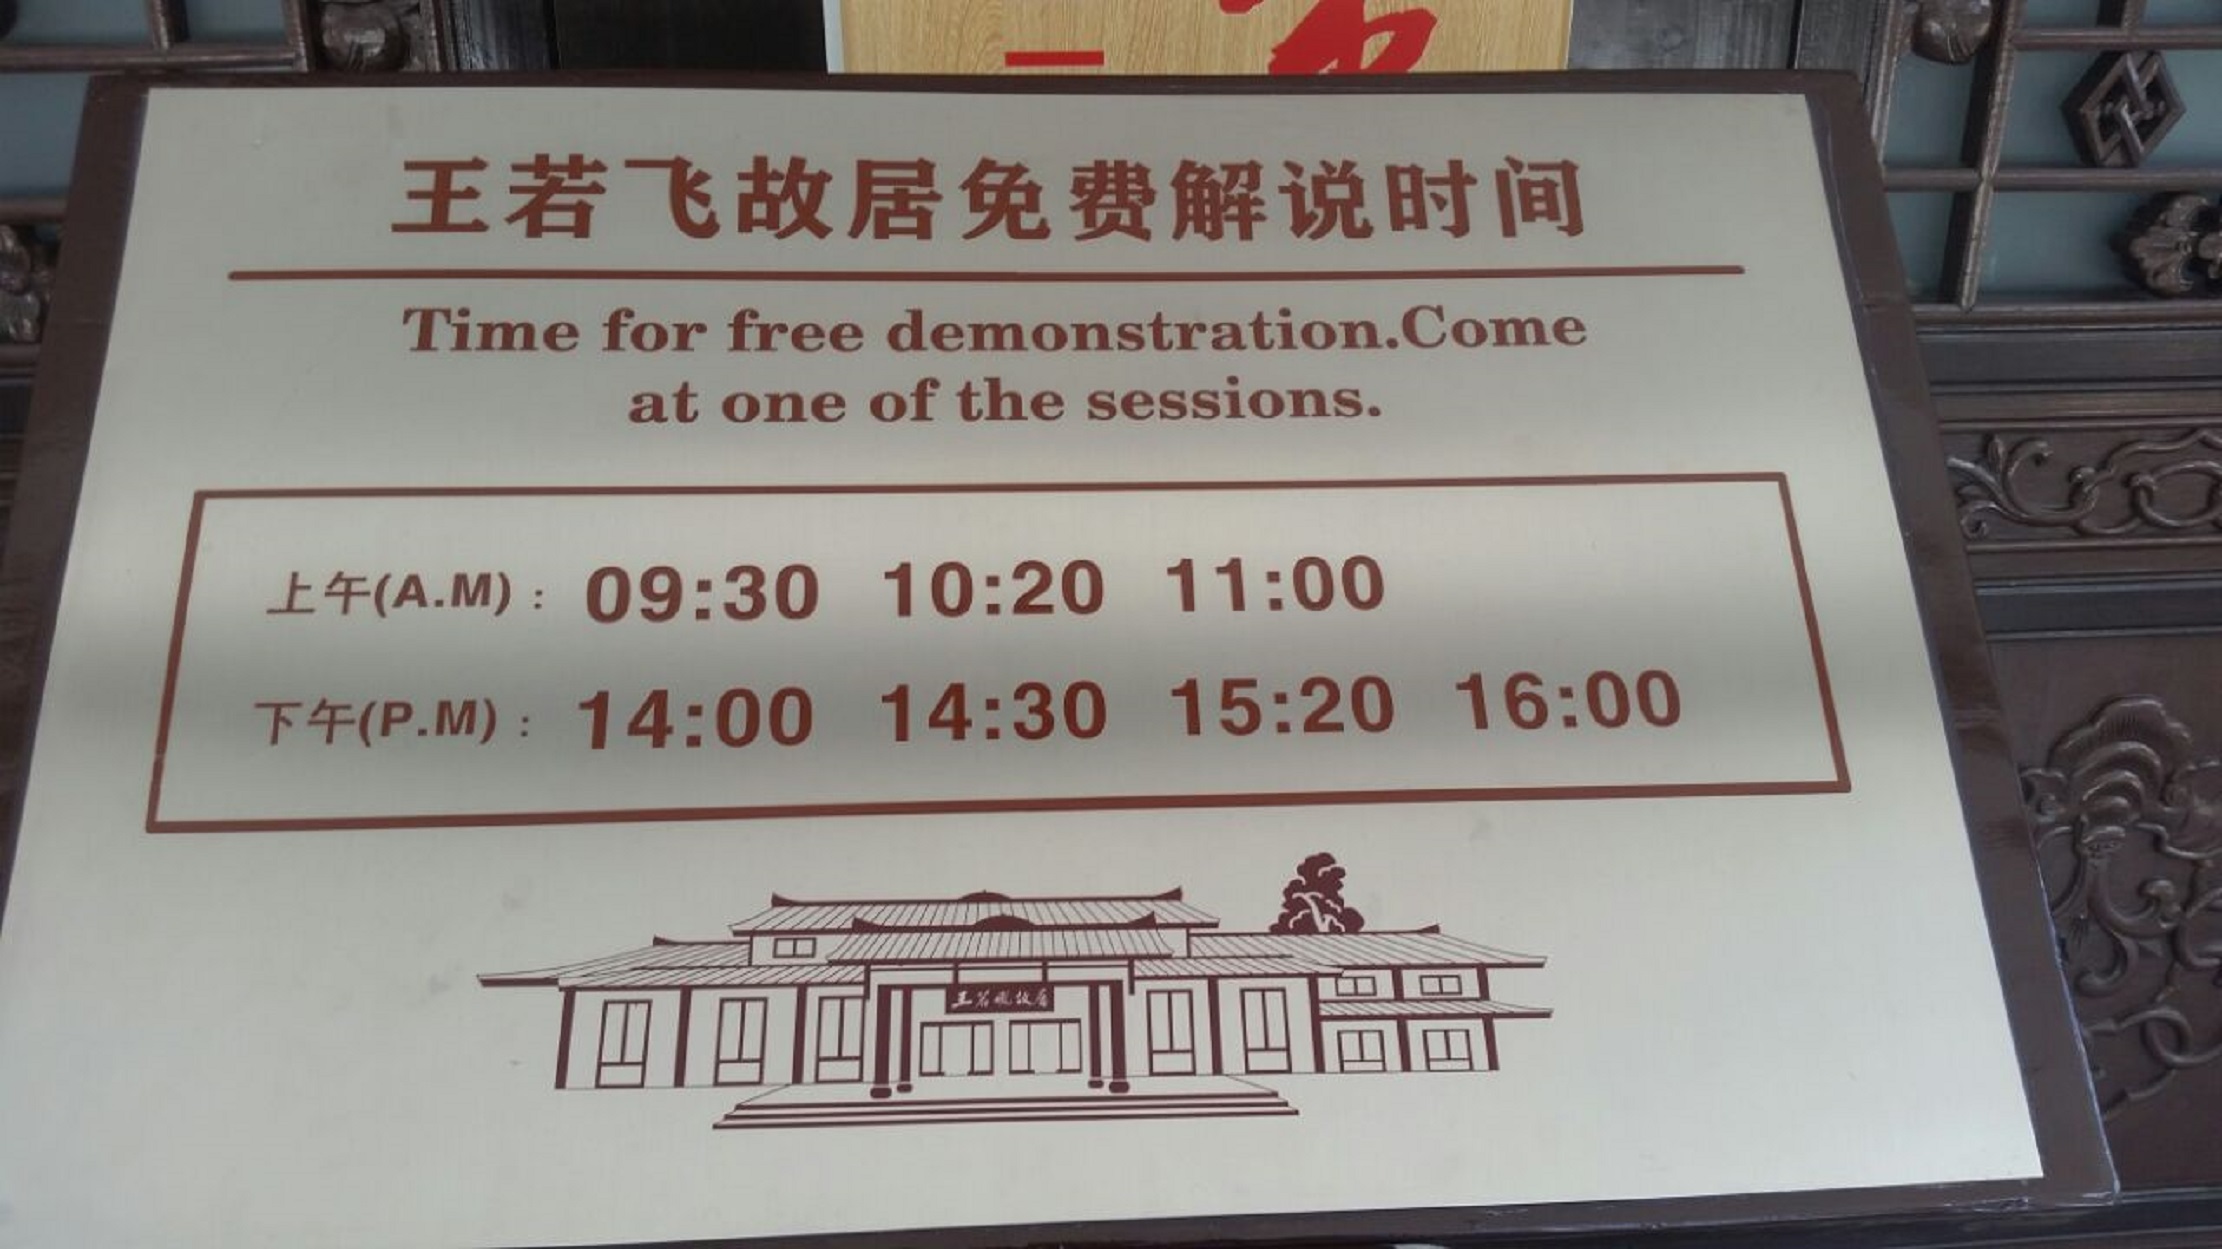 王若飞故居免费解说时间
Time for free demonstration.Come
at one of the sessions.
上午(A.M)：09:30 10:20 11:00
下午(P.M)：14:00 14:30 15:20 16:00
王若飞故居